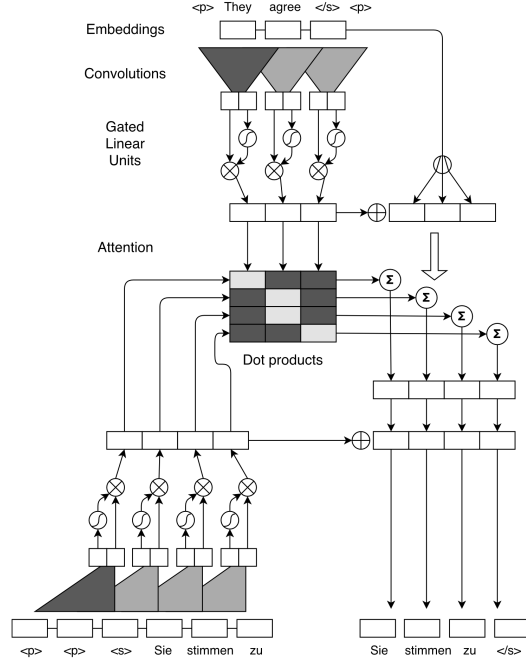 <p> They agree </s> <p>
Embeddings
Convolutions
Gated
Linear
Units
Attention
Σ
Σ
Σ
Σ
Dot products
<p> <p> <s> Sie stimmen zu
Sie stimmen zu </s>